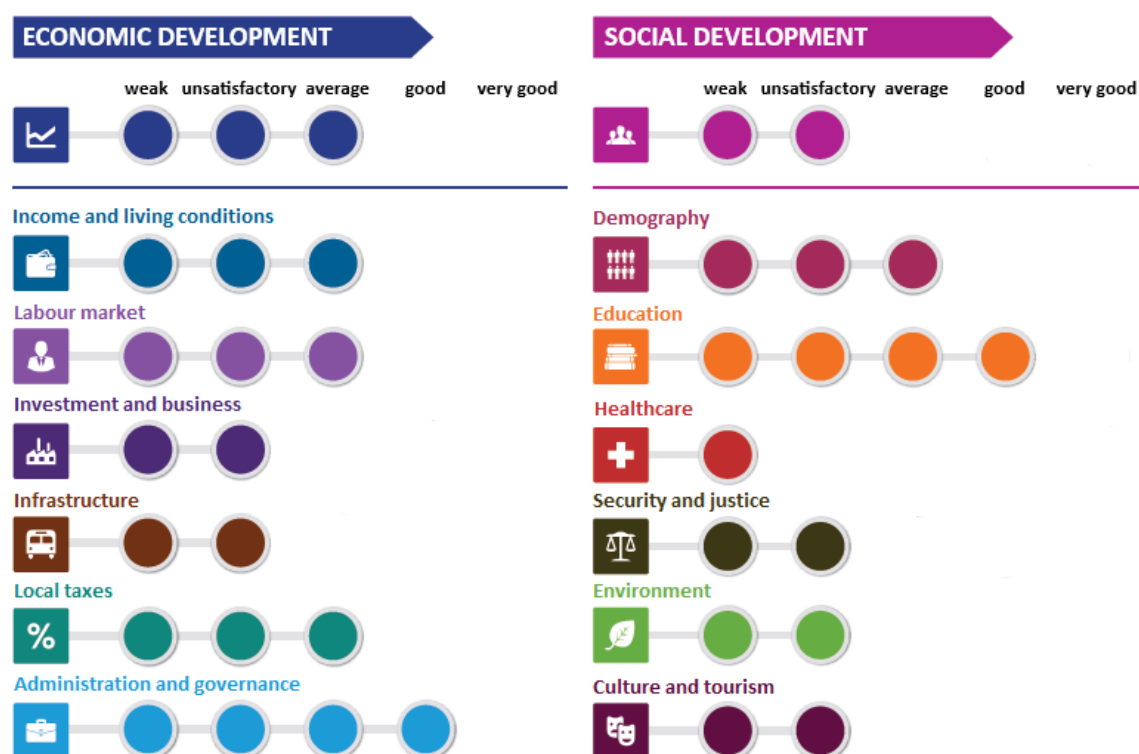 ECONOMIC DEVELOPMENT
weak unsatisfactory average good very good
Income and living conditions
Labour market
Investment and business
Infrastructure
Local taxes
%
Administration and governance
SOCIAL DEVELOPMENT
weak unsatisfactory average good very good
Demography
Education
Healthcare
Security and justice
Environment
Culture and tourism